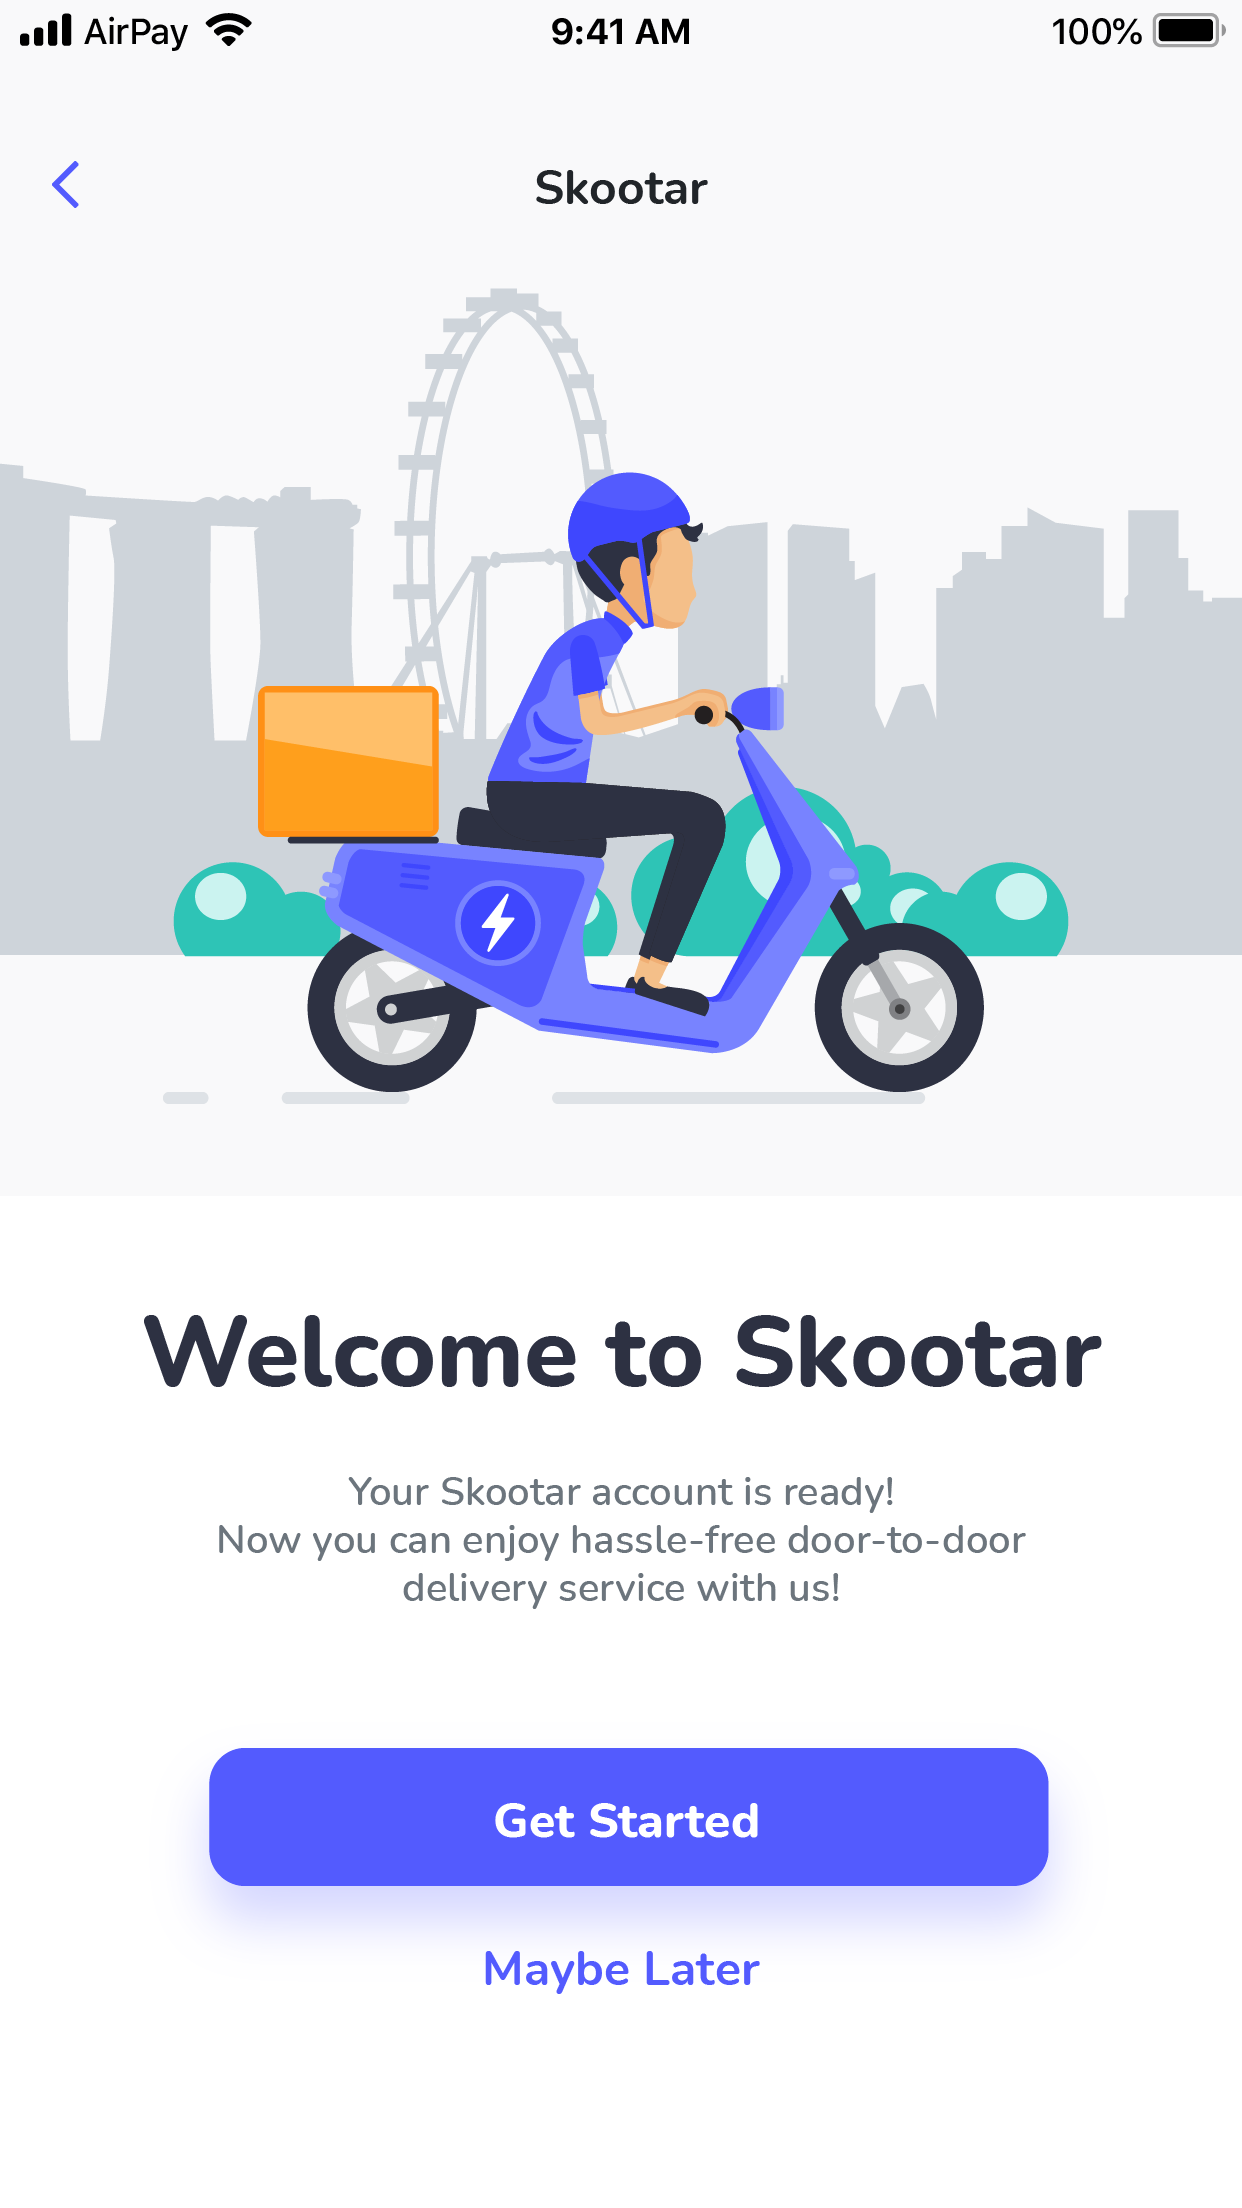 AirPay 9:41 AM 100%
Skootar
Welcome to Skootar
Your Skootar account is ready!
Now you can enjoy hassle-free door-to-door
delivery service with us!
Get Started
Maybe Later